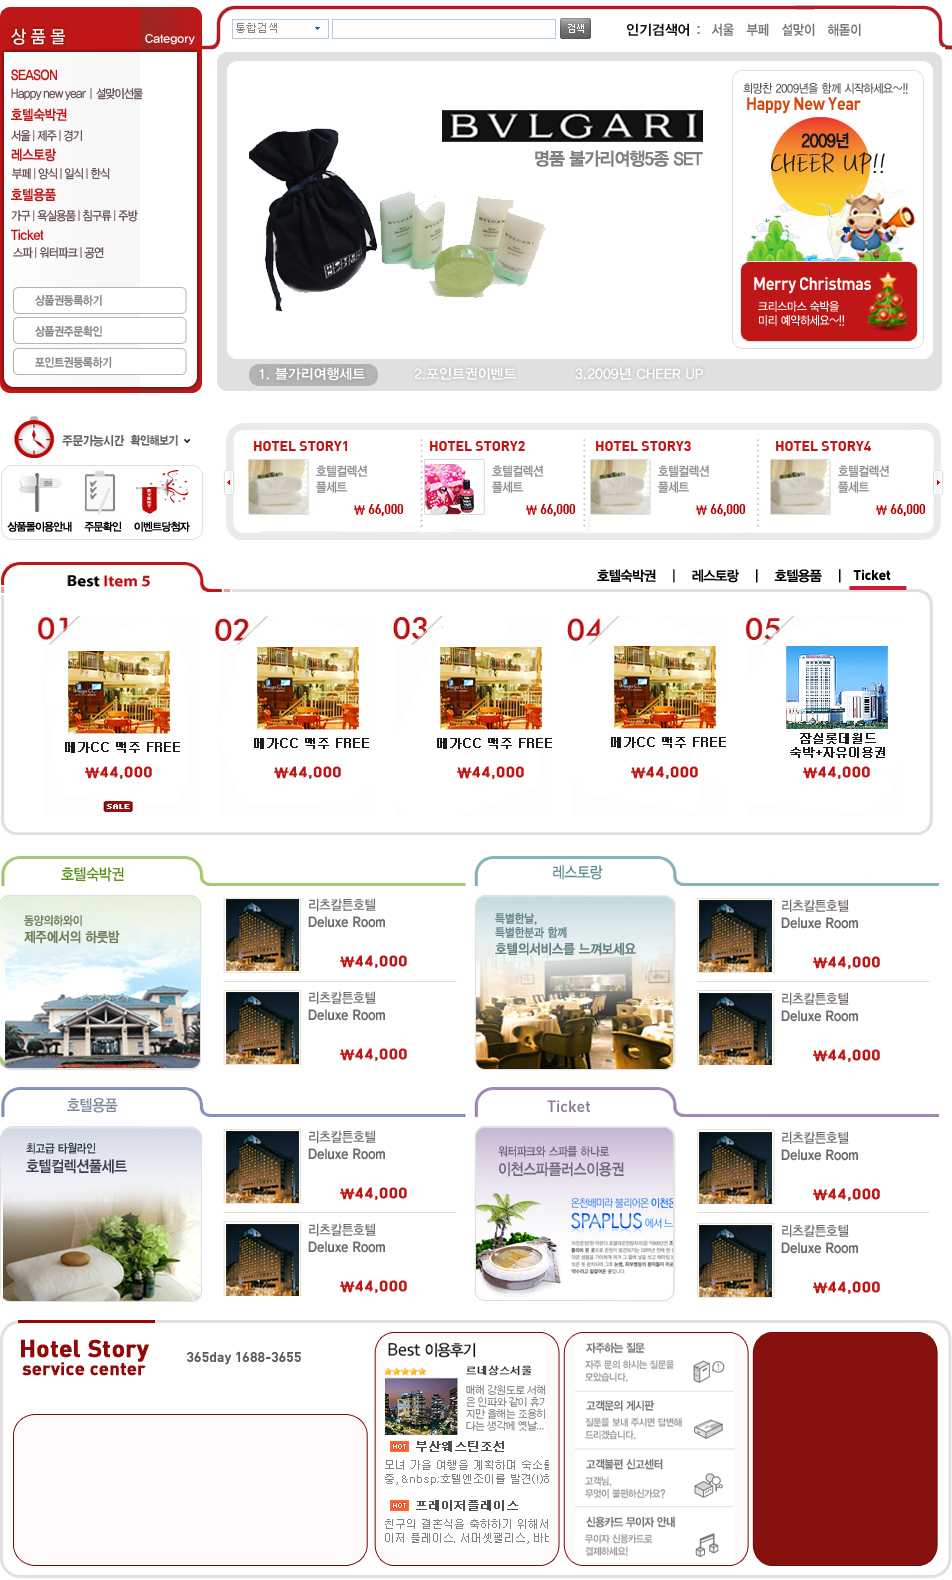 상품몰 Category
통합검색 검색 인기검색어 : 서울 부페 설맞이 해돋이
SEASON
Happy new year | 설맞이선물
호텔숙박권
서울 | 제주 | 경기
레스토랑
부페 | 양식 | 일식 | 한식
호텔용품
가구 | 욕실용품 | 침구류 | 주방
Ticket
스파 | 워터파크 | 공연
상품권등록하기
상품권주문확인
포인트권등록하기
BVLGARI
명품 불가리여행5종 SET
BVLGARI
BVLGARI
1. 불가리여행세트 2.포인트권이벤트 3.2009년 CHEER UP
희망찬 2009년을 함께 시작하세요~!!
Happy New Year
2009년
CHEER UP!!
Merry Christmas
크리스마스 숙박을
미리 예약하세요~!!
주문가능시간 확인해보기
상품몰이용안내 주문확인 이벤트당첨자
HOTEL STORY1 HOTEL STORY2 HOTEL STORY3 HOTEL STORY4
호텔컬렉션 호텔컬렉션 호텔컬렉션 호텔컬렉션
풀세트 풀세트 풀세트 풀세트
₩ 66,000 ₩ 66,000 ₩ 66,000 ₩ 66,000
Best Item 5 호텔숙박권 | 레스토랑 | 호텔용품 | Ticket
01 02 03 04 05
메가CC 맥주 FREE 메가CC 맥주 FREE 메가CC 맥주 FREE 메가CC 맥주 FREE 잠실롯데월드
숙박+자유이용권
₩44,000 ₩44,000 ₩44,000 ₩44,000 ₩44,000
SALE
호텔숙박권
동양의하와이
제주에서의 하룻밤
리츠칼튼호텔
Deluxe Room
₩44,000
리츠칼튼호텔
Deluxe Room
₩44,000
레스토랑
특별한날,
특별한분과 함께
호텔의서비스를 느껴보세요
리츠칼튼호텔
Deluxe Room
₩44,000
리츠칼튼호텔
Deluxe Room
₩44,000
호텔용품
최고급 타월라인
호텔컬렉션풀세트
리츠칼튼호텔
Deluxe Room
₩44,000
리츠칼튼호텔
Deluxe Room
₩44,000
Ticket
워터파크와 스파를 하나로
이천스파플러스이용권
온천배미라 불리어온 이천온
SPAPLUS 에서 느
리츠칼튼호텔
Deluxe Room
₩44,000
리츠칼튼호텔
Deluxe Room
₩44,000
Hotel Story
service center
365day 1688-3655
Best 이용후기
르네상스서울
매해 강원도로 서해
은 인파와 같이 휴가
지만 올해는 조용히
다는 생각에 옛날...
HOT 부산웨스틴조선
모녀 가을 여행을 계획하며 숙소를
중, &nbsp;호텔엔조이를 발견(!)하
HOT 프레이저플레이스
친구의 결혼식을 축하하기 위해서
이저 플레이스, 서머셋팰리스, 바비
자주하는 질문
자주 문의 하시는 질문을
모았습니다.
고객문의 게시판
질문을 보내 주시면 답변해
드리겠습니다.
고객불편 신고센터
고객님,
무엇이 불편하신가요?
신용카드 무이자 안내
무이자 신용카드로
결제하세요!